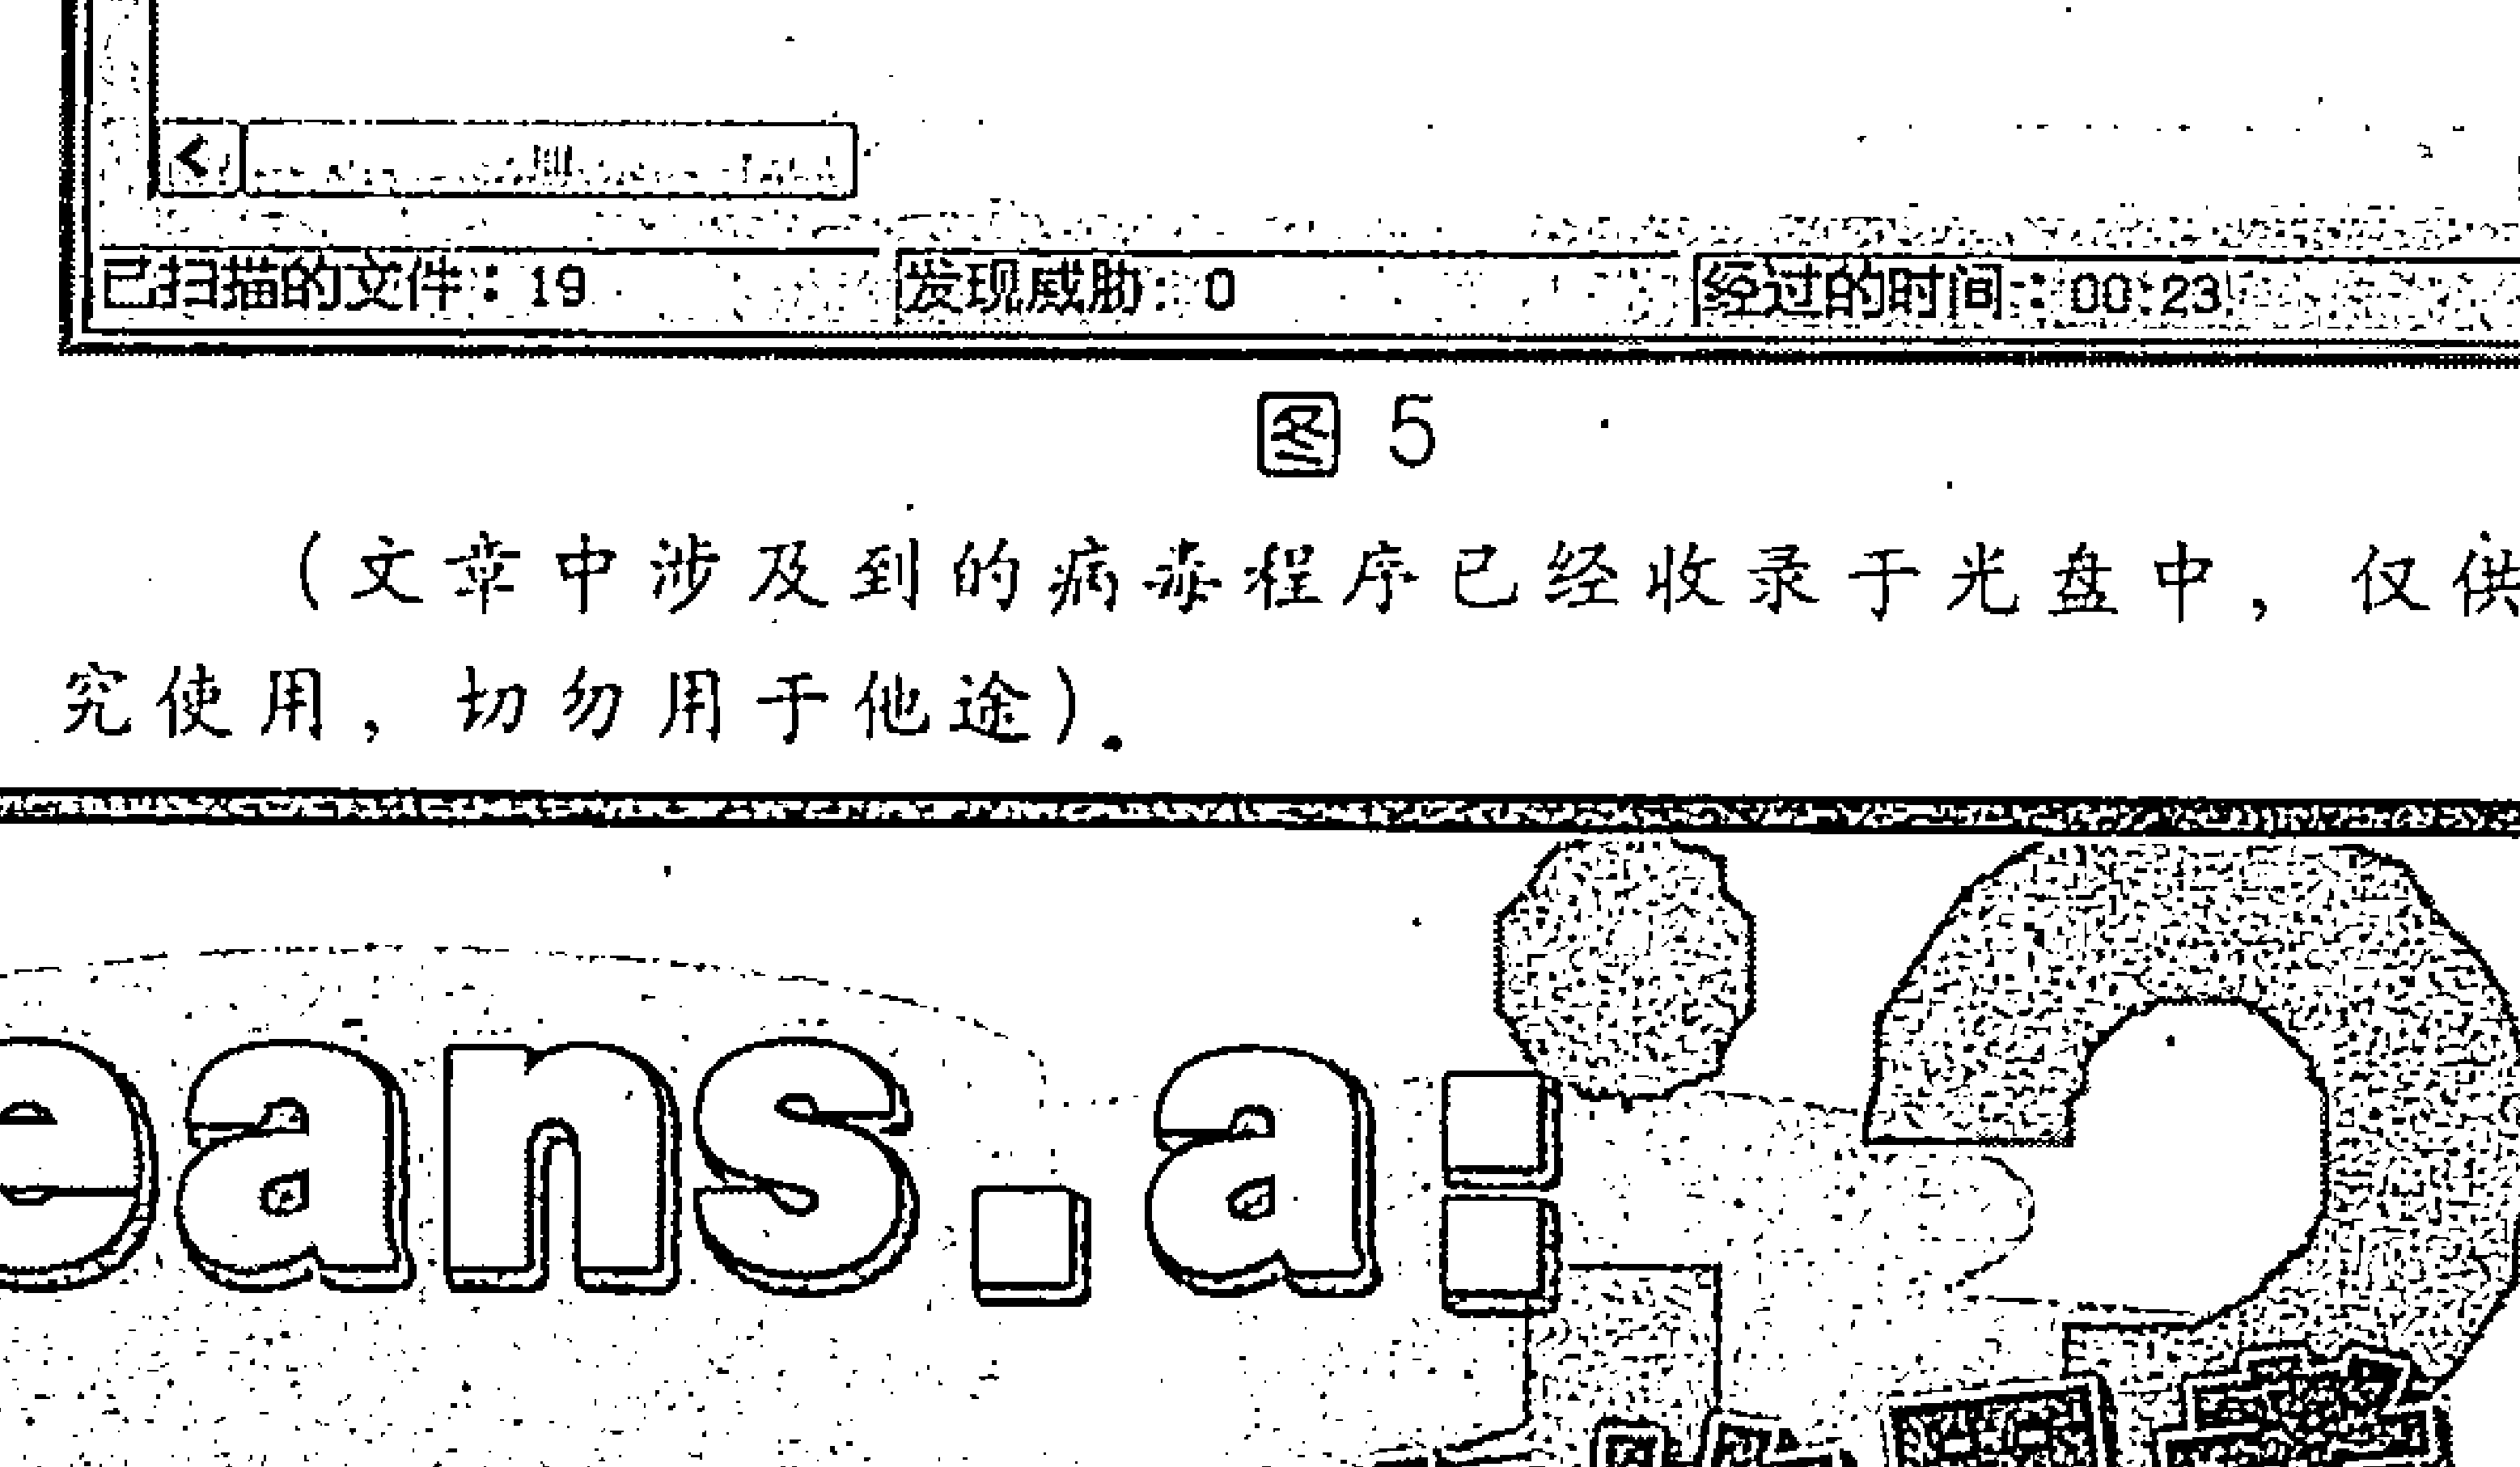 已扫描的文件：19 发现威胁：0 经过的时间：00:23
图 5
（文章中涉及到的病毒程序已经收录于光盘中，仅供
究使用，切勿用于他途）。
eans.a: